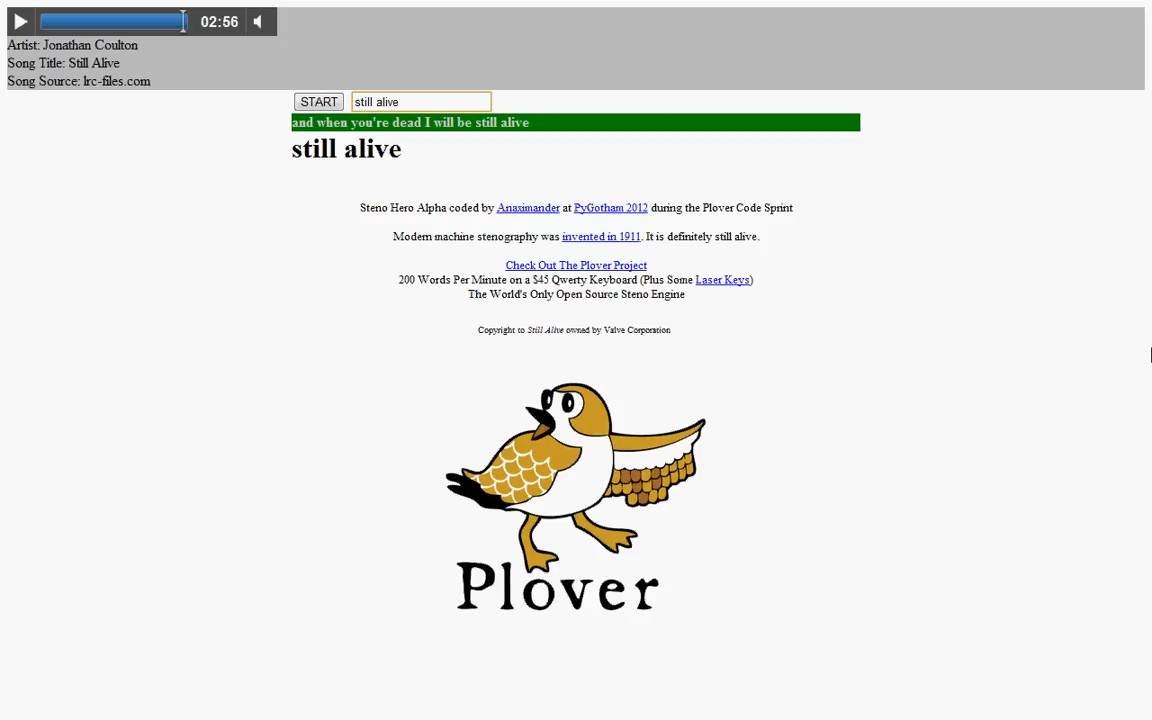 02:56
Artist: Jonathan Coulton
Song Title: Still Alive
Song Source: lrc-files.com
START still alive
and when you're dead I will be still alive
still alive
Steno Hero Alpha coded by Anaximander at PyGotham 2012 during the Plover Code Sprint
Modern machine stenography was invented in 1911. It is definitely still alive.
Check Out The Plover Project
200 Words Per Minute on a $45 Qwerty Keyboard (Plus Some Laser Keys)
The World's Only Open Source Steno Engine
Copyright to Still Alive owned by Valve Corporation
Plover